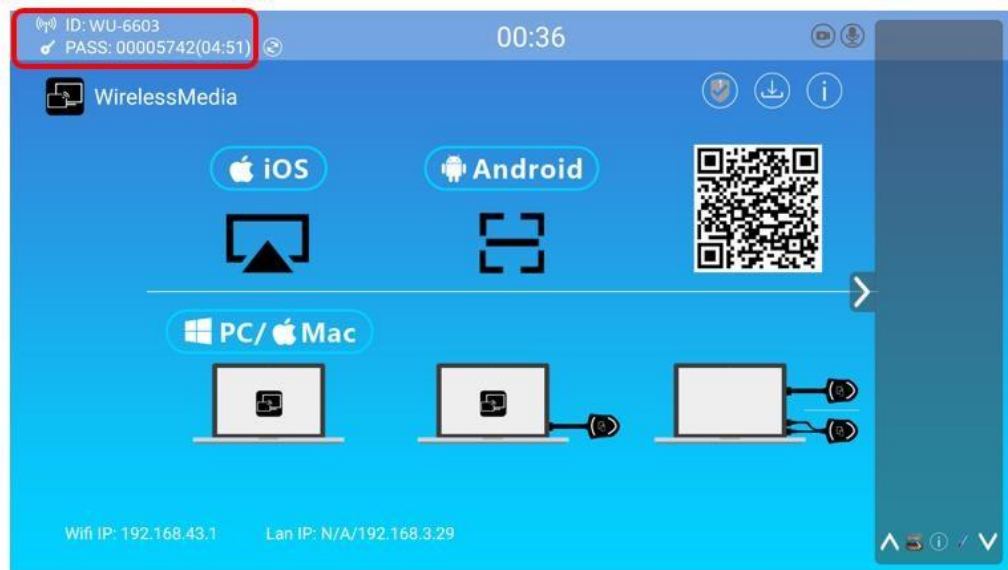 ID: WU-6603
PASS: 00005742(04:51)
00:36
WirelessMedia
iOS
Android
PC/ Mac
Wifi IP: 192.168.43.1
Lan IP: N/A/192.168.3.29